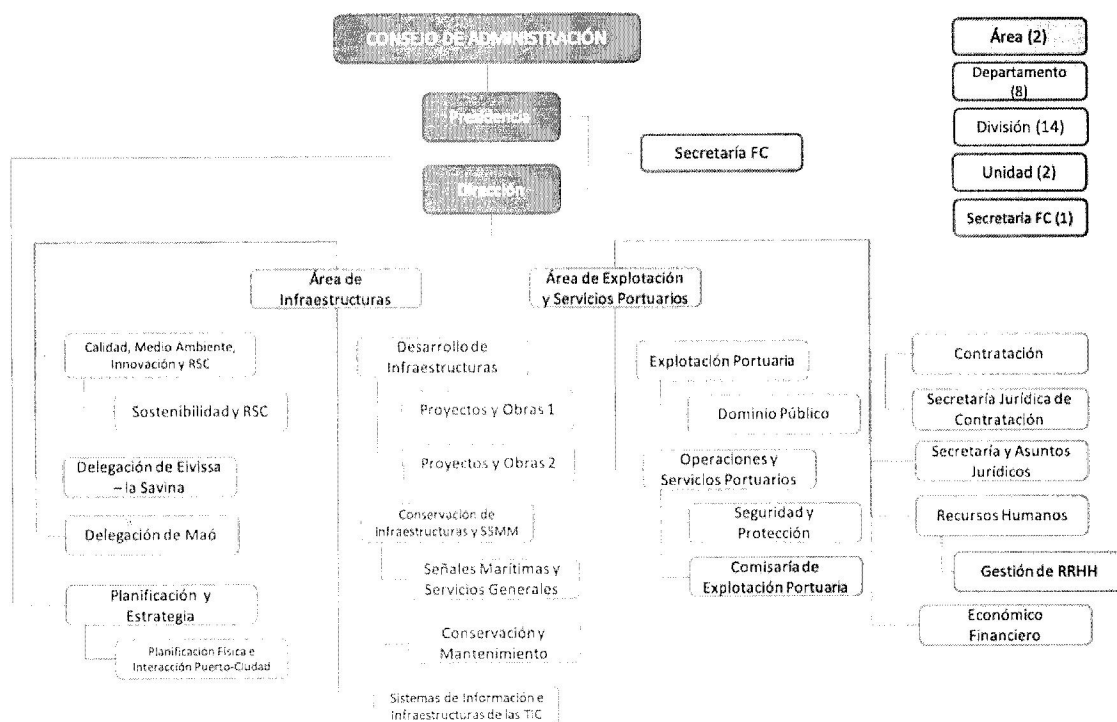 CONSEJO DE ADMINISTRACIÓN
Presidencia
Dirección
Secretaría FC
Área (2)
Departamento
(8)
División (14)
Unidad (2)
Secretaría FC (1)
Área de
Infraestructuras
Área de Explotación
y Servicios Portuarios
Calidad, Medio Ambiente,
Innovación y RSC
Sostenibilidad y RSC
Delegación de Eivissa
– la Savina
Delegación de Maó
Planificación y
Estrategia
Planificación Física e
Interacción Puerto-Ciudad
Desarrollo de
Infraestructuras
Proyectos y Obras 1
Proyectos y Obras 2
Conservación de
Infraestructuras y SSMM
Señales Marítimas y
Servicios Generales
Conservación y
Mantenimiento
Sistemas de Información e
Infraestructuras de las TIC
Explotación Portuaria
Dominio Público
Operaciones y
Servicios Portuarios
Seguridad y
Protección
Comisaría de
Explotación Portuaria
Contratación
Secretaría Jurídica de
Contratación
Secretaría y Asuntos
Jurídicos
Recursos Humanos
Gestión de RRHH
Económico
Financiero